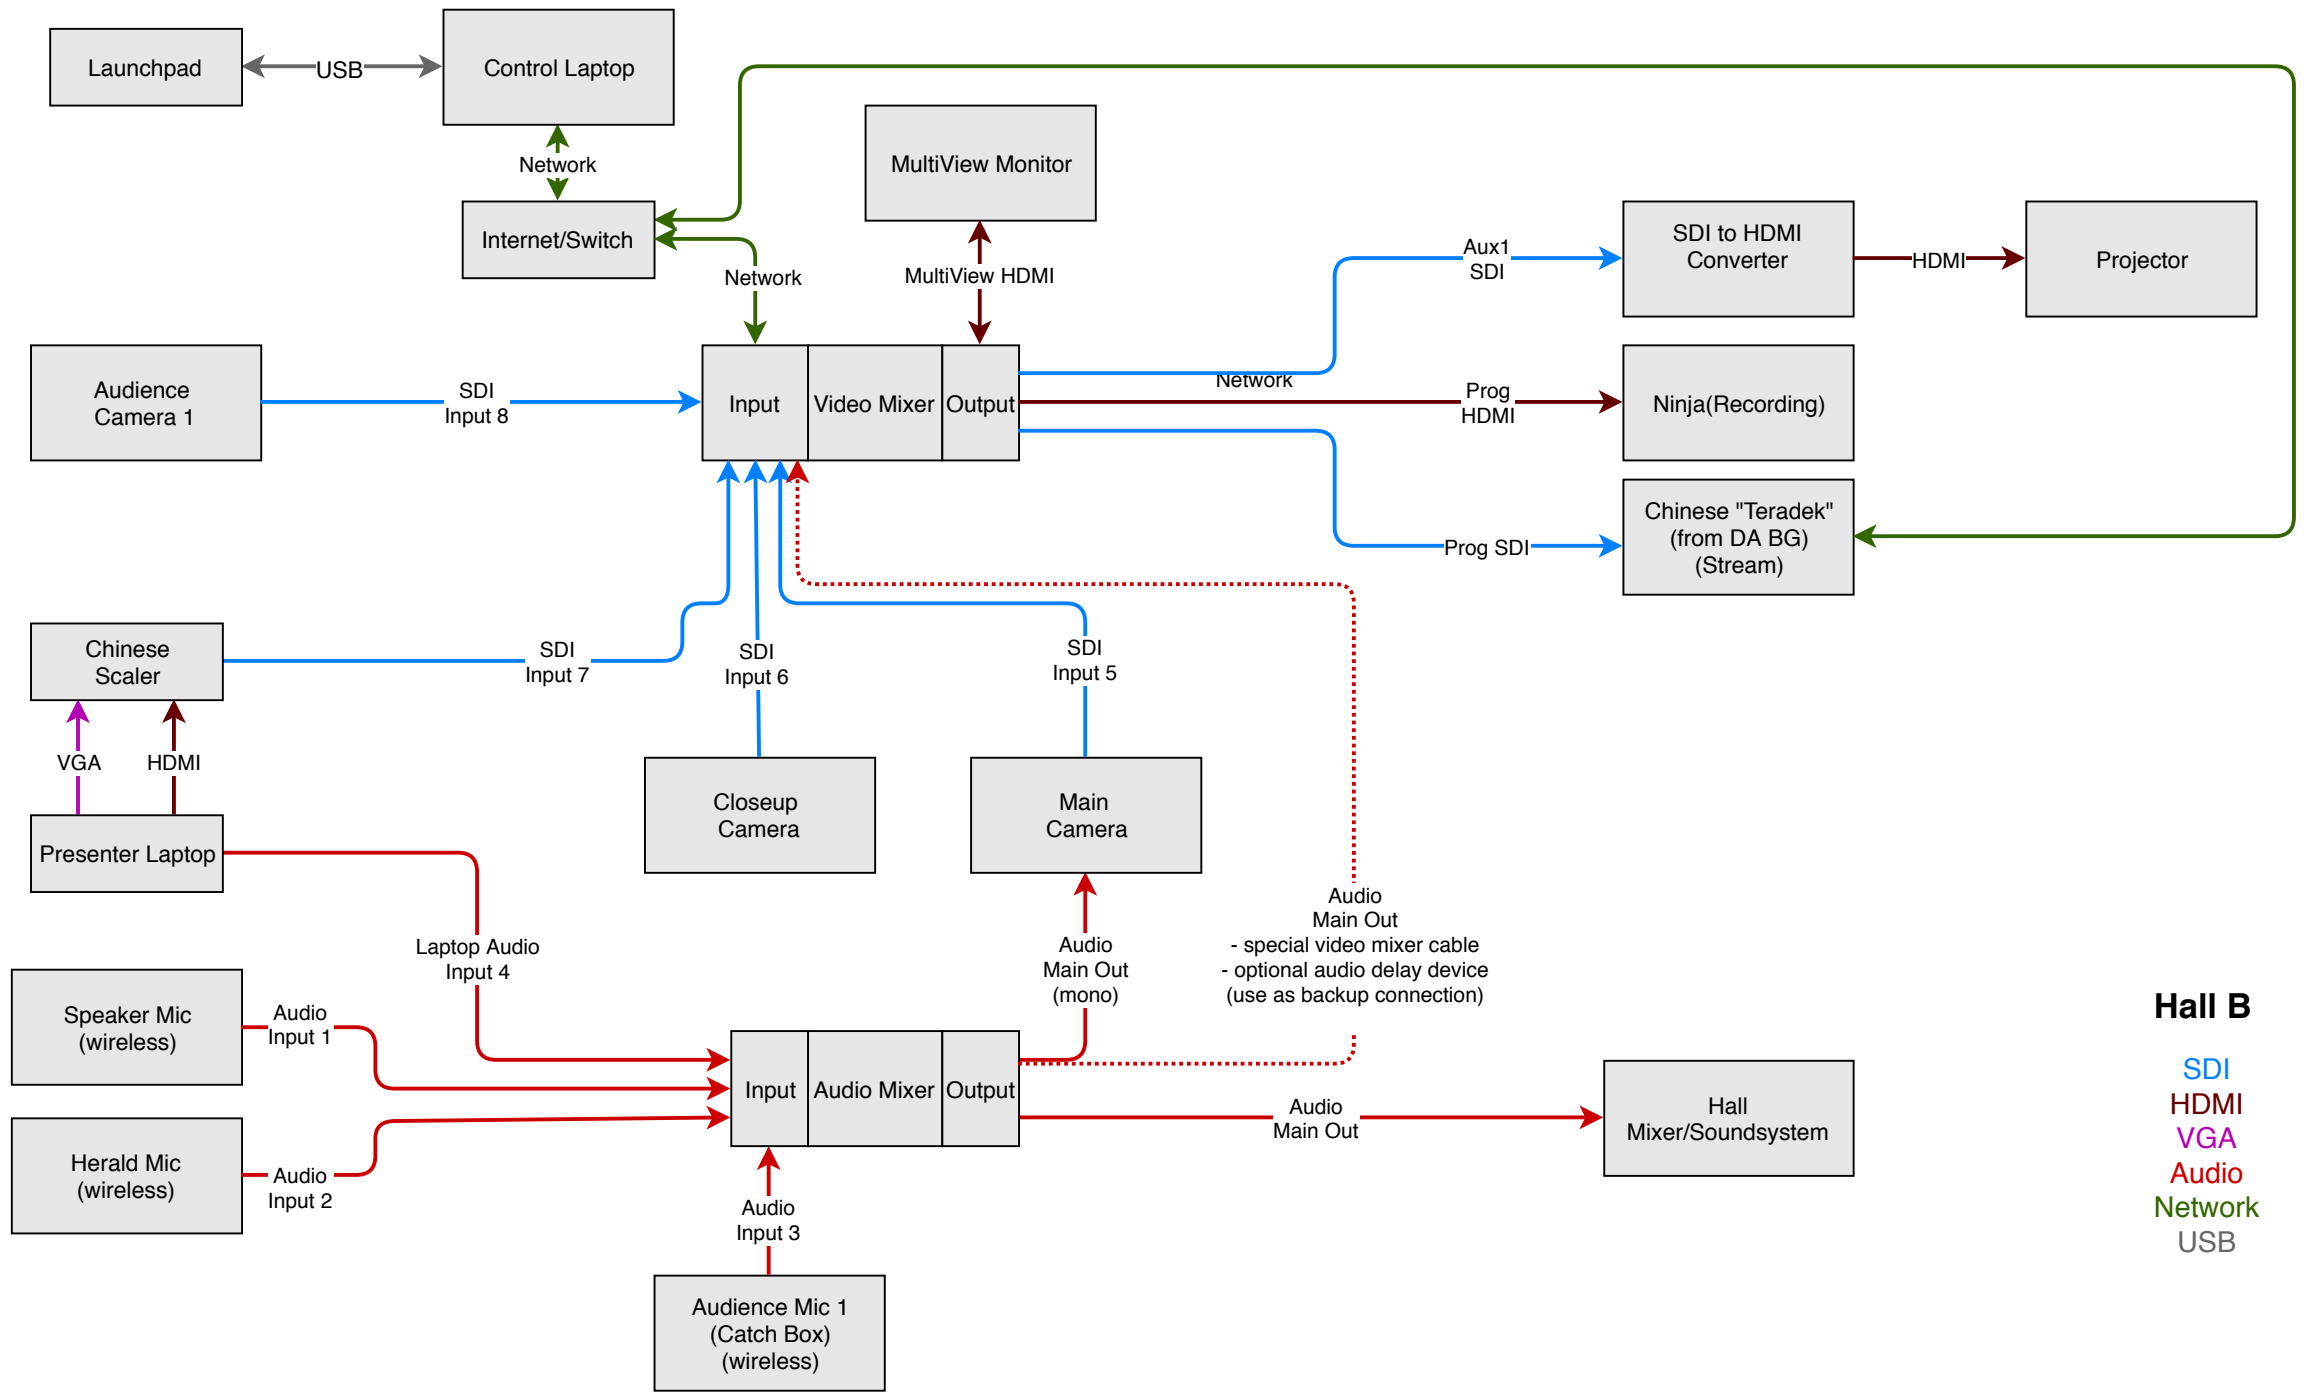 Launchpad
USB
Control Laptop
Network
Internet/Switch
Network
MultiView Monitor
MultiView HDMI
Aux1
SDI
SDI to HDMI
Converter
HDMI
Projector
Audience
Camera 1
SDI
Input 8
Input
Video Mixer
Output
Network
Prog
HDMI
Ninja(Recording)
Prog SDI
Chinese "Teradek"
(from DA BG)
(Stream)
Chinese
Scaler
SDI
Input 7
SDI
Input 6
SDI
Input 5
VGA
HDMI
Presenter Laptop
Closeup
Camera
Main
Camera
Laptop Audio
Input 4
Audio
Main Out
(mono)
Audio
Main Out
- special video mixer cable
- optional audio delay device
(use as backup connection)
Speaker Mic
(wireless)
Audio
Input 1
Herald Mic
(wireless)
Audio
Input 2
Input
Audio Mixer
Output
Audio
Main Out
Hall
Mixer/Soundsystem
Audio
Input 3
Audience Mic 1
(Catch Box)
(wireless)
Hall B
SDI
HDMI
VGA
Audio
Network
USB